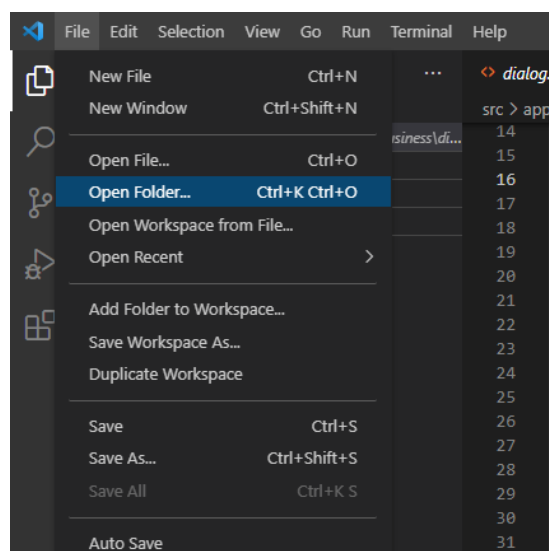 File Edit Selection View Go Run Terminal Help
New File Ctrl+N
New Window Ctrl+Shift+N
Open File... Ctrl+O
Open Folder... Ctrl+K Ctrl+O
Open Workspace from File...
Open Recent >
Add Folder to Workspace...
Save Workspace As...
Duplicate Workspace
Save Ctrl+S
Save As... Ctrl+Shift+S
Save All Ctrl+K S
Auto Save
...
siness\di...
<> dialog.
src > app
14
15
16
17
18
19
20
21
22
23
24
25
26
27
28
29
30
31